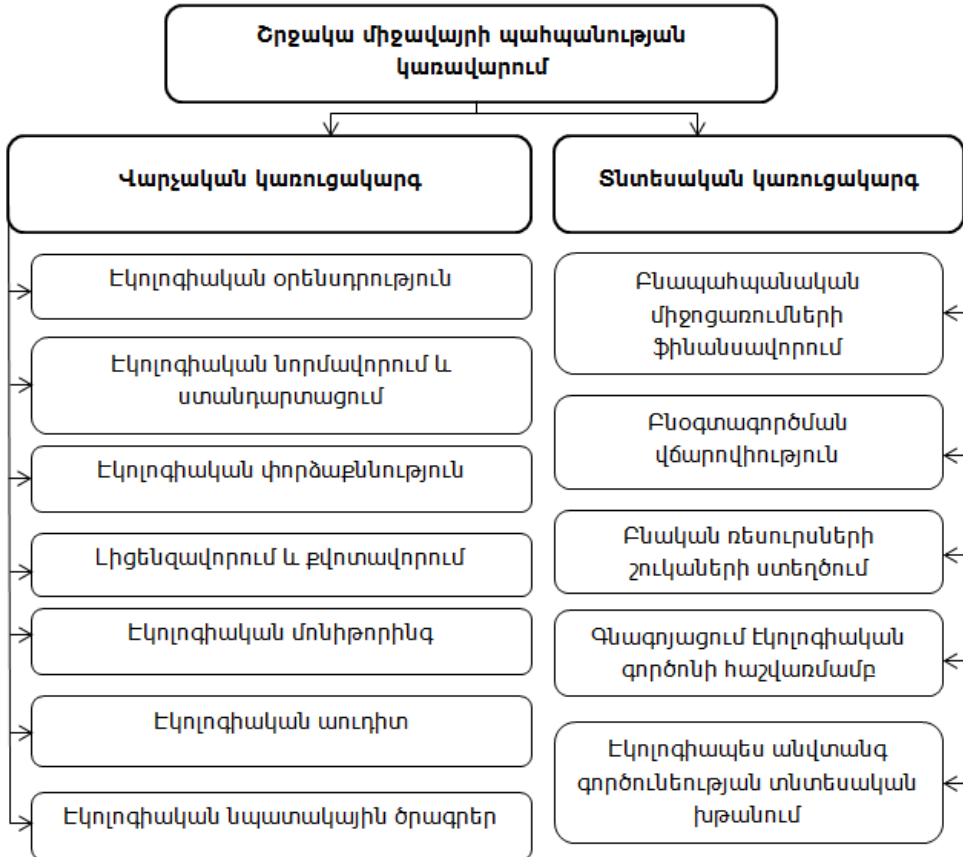 Շրջակա միջավայրի պահպանության
կառավարում
Վարչական կառուցակարգ
Տնտեսական կառուցակարգ
Էկոլոգիական օրենսդրություն
Էկոլոգիական նորմավորում և
ստանդարտացում
Էկոլոգիական փորձաքննություն
Լիցենզավորում և քվոտավորում
Էկոլոգիական մոնիթորինգ
Էկոլոգիական աուդիտ
Էկոլոգիական նպատակային ծրագրեր
Բնապահպանական
միջոցառումների
ֆինանսավորում
Բնօգտագործման
վճարովիություն
Բնական ռեսուրսների
շուկաների ստեղծում
Գնագոյացում էկոլոգիական
գործոնի հաշվառմամբ
Էկոլոգիապես անվտանգ
գործունեության տնտեսական
խթանում